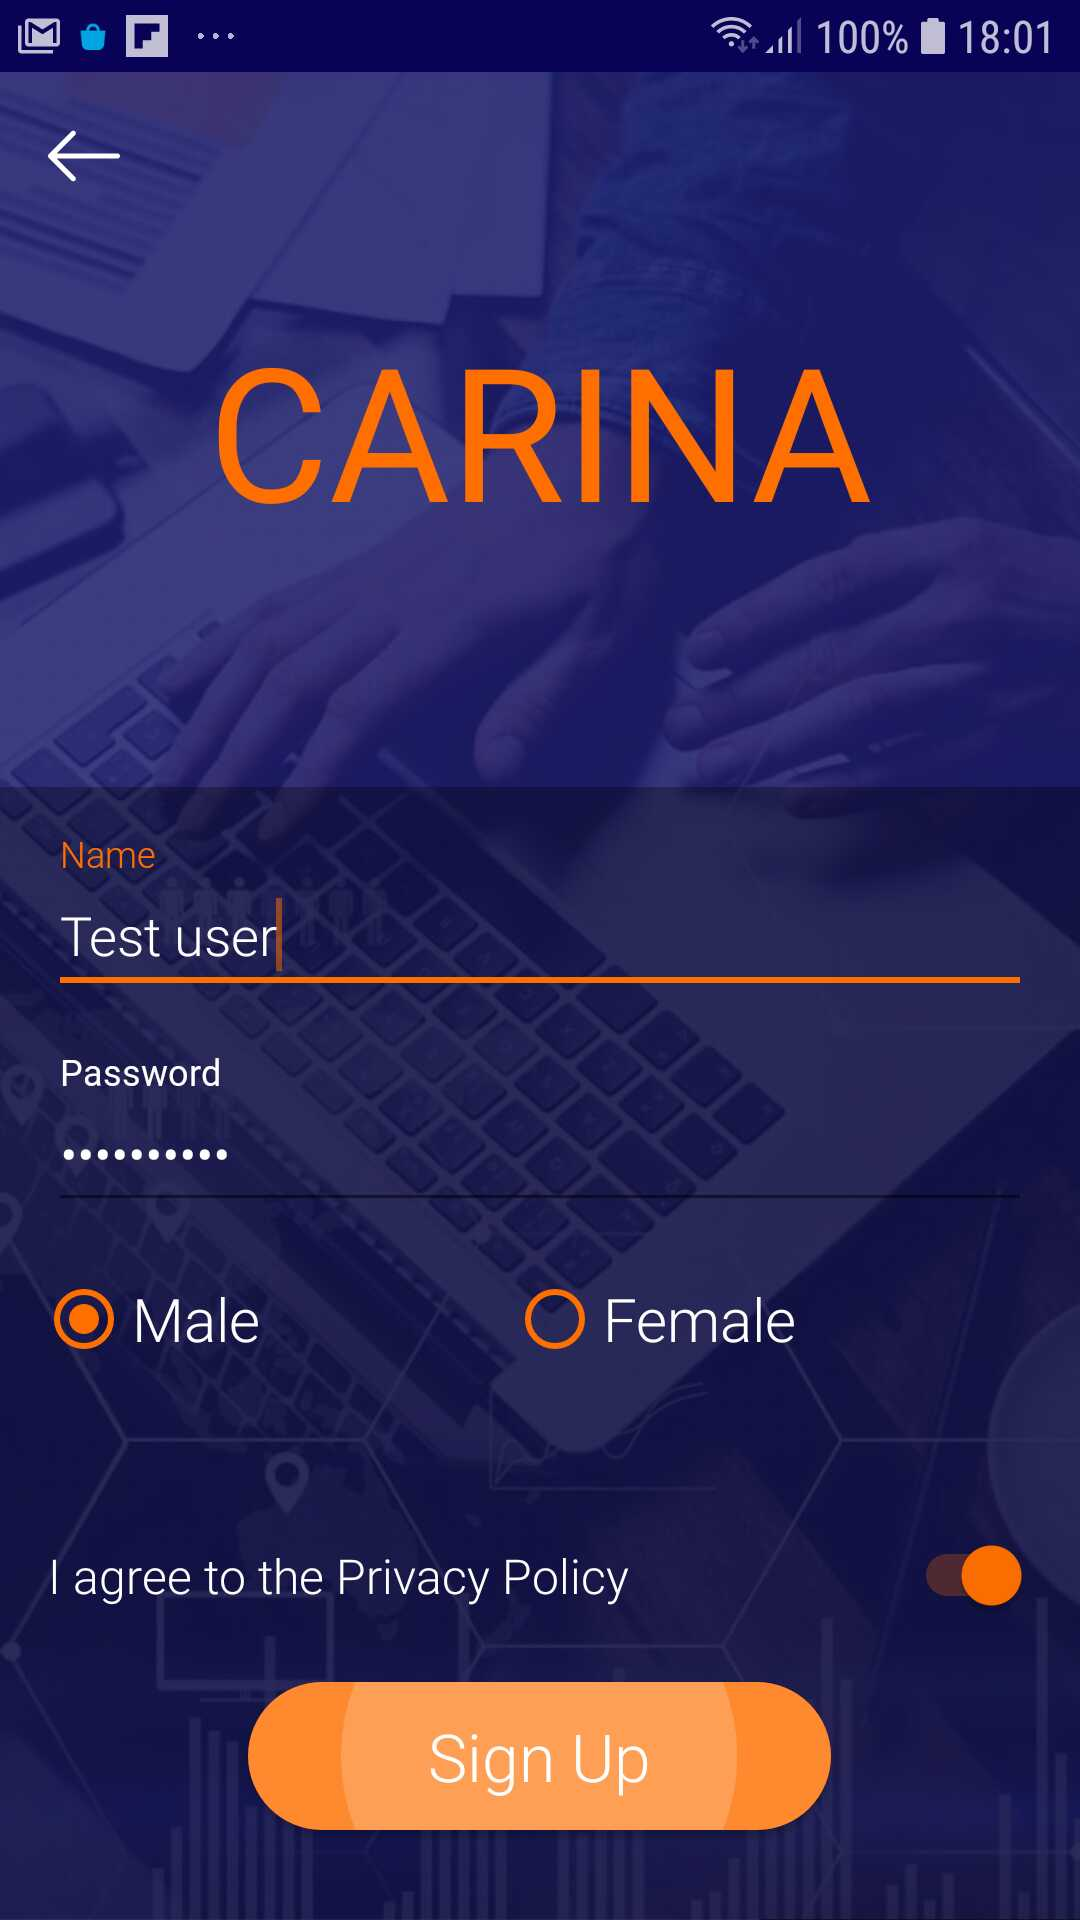 100% 18:01
CARINA
Name
Test user
Password
••••••••••
Male Female
I agree to the Privacy Policy
Sign Up